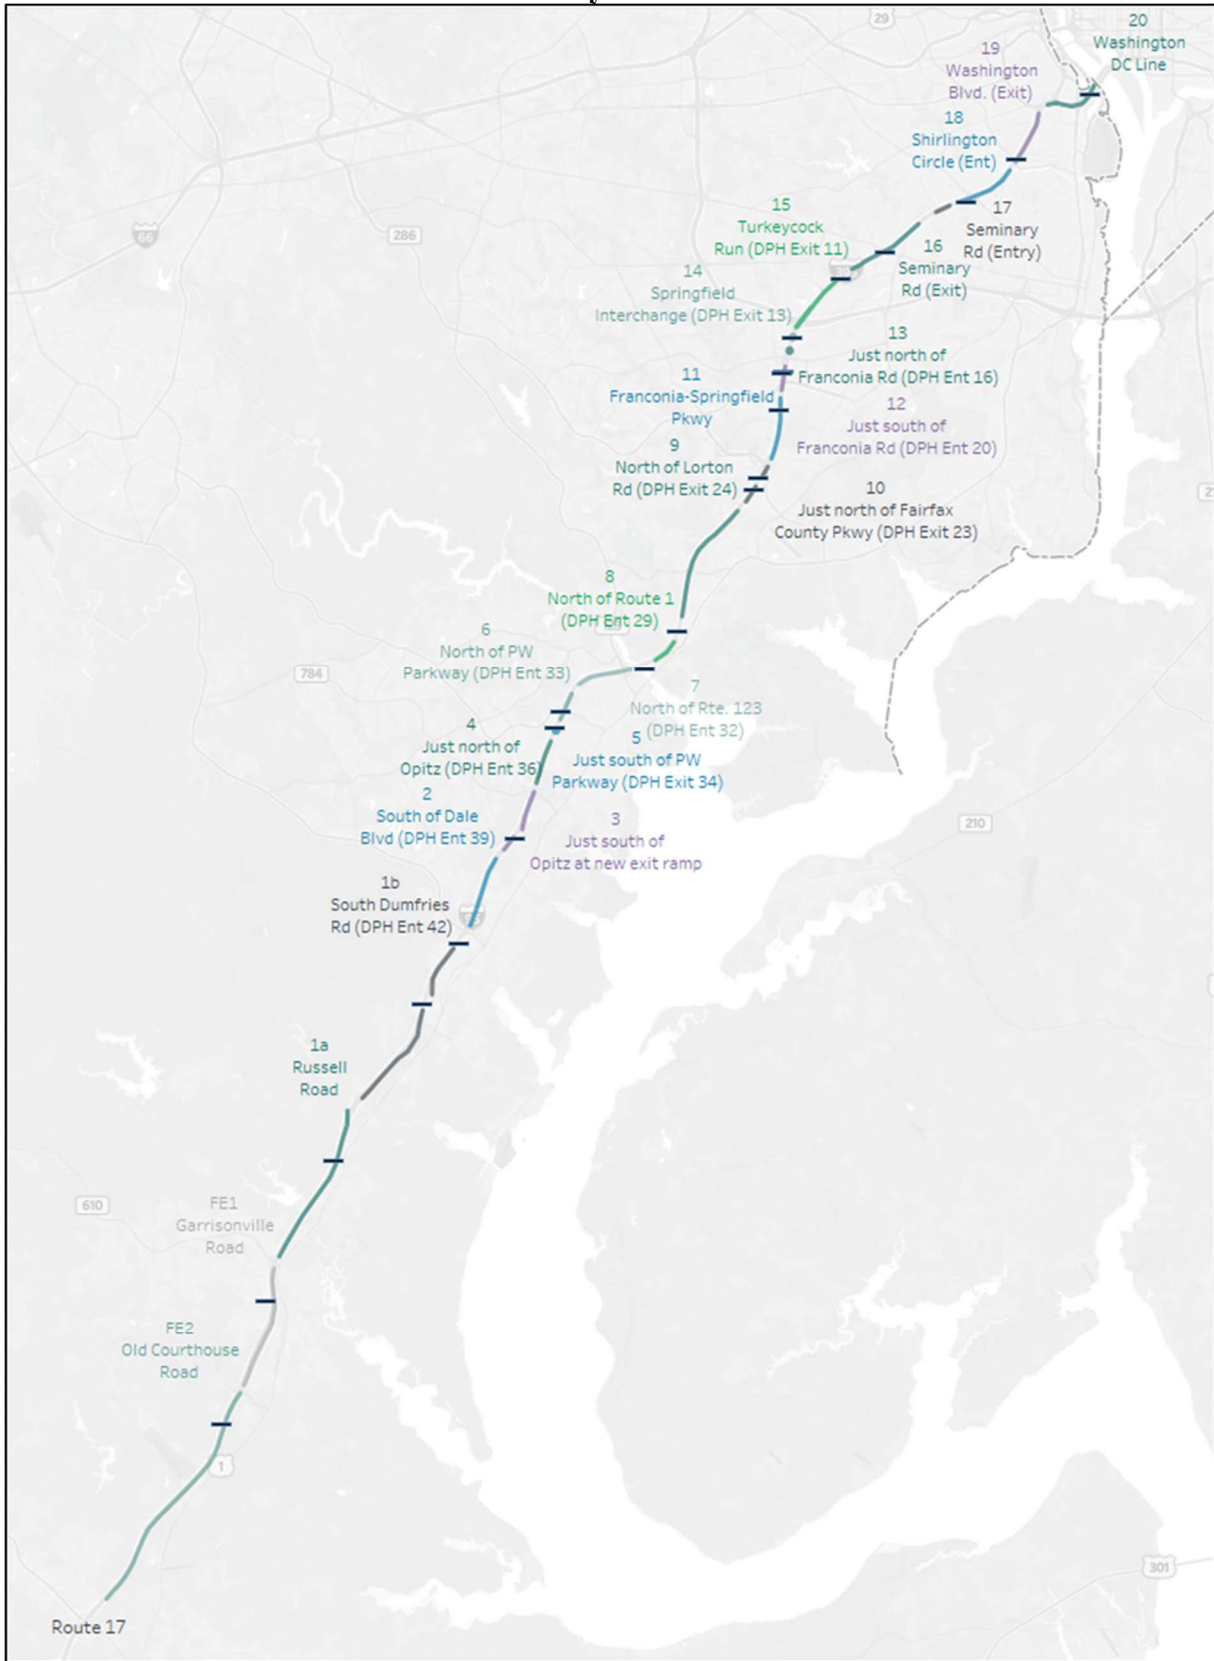 29
20
Washington
DC Line
19
Washington
Blvd. (Exit)
18
Shirlington
Circle (Ent)
66
286
15
Turkeycock
Run (DPH Exit 11)
17
Seminary
Rd (Entry)
16
Seminary
Rd (Exit)
14
Springfield
Interchange (DPH Exit 13)
13
Just north of
Franconia Rd (DPH Ent 16)
11
Franconia-Springfield
Pkwy
12
Just south of
Franconia Rd (DPH Ent 20)
9
North of Lorton
Rd (DPH Exit 24)
10
Just north of Fairfax
County Pkwy (DPH Exit 23)
8
North of Route 1
(DPH Ent 29)
6
North of PW
Parkway (DPH Ent 33)
784
7
North of Rte. 123
(DPH Ent 32)
4
Just north of
Opitz (DPH Ent 36)
5
Just south of PW
Parkway (DPH Exit 34)
2
South of Dale
Blvd (DPH Ent 39)
3
Just south of
Opitz at new exit ramp
210
1b
South Dumfries
Rd (DPH Ent 42)
1a
Russell
Road
610
FE1
Garrisonville
Road
FE2
Old Courthouse
Road
1
301
Route 17